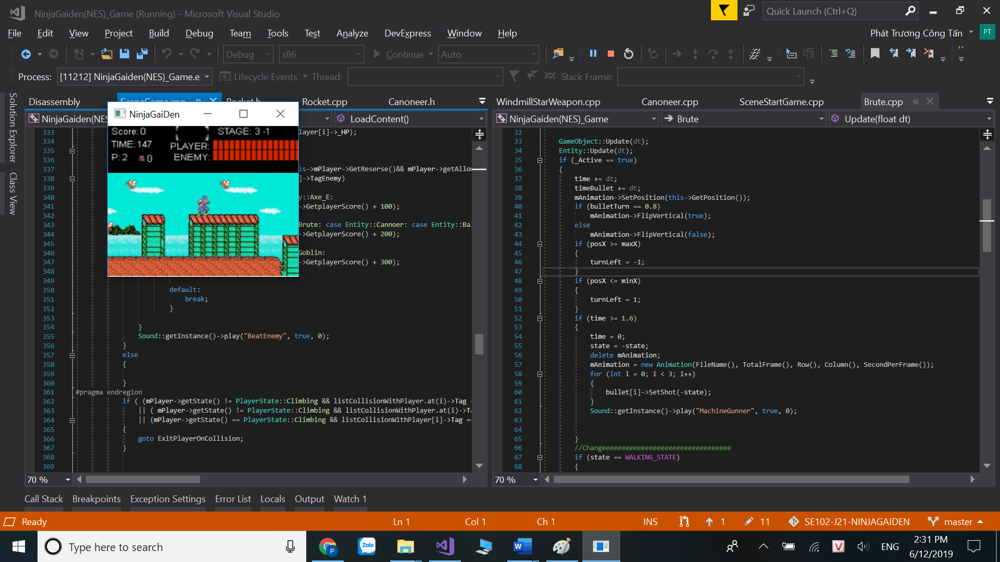 NinjaGaiden(NES)_Game (Running) - Microsoft Visual Studio
Quick Launch (Ctrl+Q)
File Edit View Project Build Debug Team Tools Test Analyze DevExpress Window Help
Phát Trương Công Tấn PT
Debug x86 Continue Auto
Process: [11212] NinjaGaiden(NES)_Game.e Lifecycle Events Thread: Stack Frame:
Solution Explorer
Class View
Disassembly SceneGame.cpp Rocket.h Rocket.cpp Canoneer.h
NinjaGaiden(NES LoadContent()
NinjaGaiDen
Score: 0 STAGE: 3 -1
TIME: 147 PLAYER:
P: 2 0 ENEMY:
333 layer[i]->_HP);
334
335
336
337 is->mPlayer->GetReserse()&& mPlayer->getAllo
338 ]->TagEnemy)
339
340 y::Axe_E:
341 ->GetplayerScore() + 100);
342
343 Brute: case Entity::Cannoer: case Entity::Ba
344 ->GetplayerScore() + 200);
345
346 Goblin:
347 ->GetplayerScore() + 300);
348
349
350 default:
351 break;
352 }
353
354 }
355 Sound::getInstance()->play("BeatEnemy", true, 0);
356 }
357 else
358 {
359
360 }
361 #pragma endregion
362 if ( (mPlayer->getState() != PlayerState::Climbing && listCollisionWithPlayer.at(i)->Tag =
363 || ( mPlayer->getState() != PlayerState::Climbing && listCollisionWithPlayer.at(i)->T
364 || (mPlayer->getState() == PlayerState::Climbing && listCollisionWithPlayer[i]->Tag ==
365 {
366 goto ExitPlayerOnCollision;
367 }
368
369
70 %
WindmillStarWeapon.cpp Canoneer.cpp SceneStartGame.cpp Brute.cpp
NinjaGaiden(NES)_Game Brute Update(float dt)
32
33 GameObject::Update(dt);
34 Entity::Update(dt);
35 if (_Active == true)
36 {
37 time += dt;
38 timeBullet += dt;
39 mAnimation->SetPosition(this->GetPosition());
40 if (bulletTurn == 0.8)
41 mAnimation->FlipVertical(true);
42 else
43 mAnimation->FlipVertical(false);
44 if (posX >= maxX)
45 {
46 turnLeft = -1;
47 }
48 if (posX <= minX)
49 {
50 turnLeft = 1;
51 }
52 if (time >= 1.6)
53 {
54 time = 0;
55 state = -state;
56 delete mAnimation;
57 mAnimation = new Animation(FileName(), TotalFrame(), Row(), Column(), SecondPerFrame());
58 for (int i = 0; i < 3; i++)
59 {
60 bullet[i]->SetShot(-state);
61 }
62 Sound::getInstance()->play("MachineGunner", true, 0);
63
64
65 }
66 //Changeeeeeeeeeeeeeeeeeeeeeeeeeeeeeeeee
67 if (state == WALKING_STATE)
68 {
70 %
Call Stack Breakpoints Exception Settings Error List Locals Output Watch 1
Ready Ln 1 Col 1 Ch 1 INS 1 11 SE102-J21-NINJAGAIDEN master
Type here to search
Zalo
ENG
2:31 PM
6/12/2019